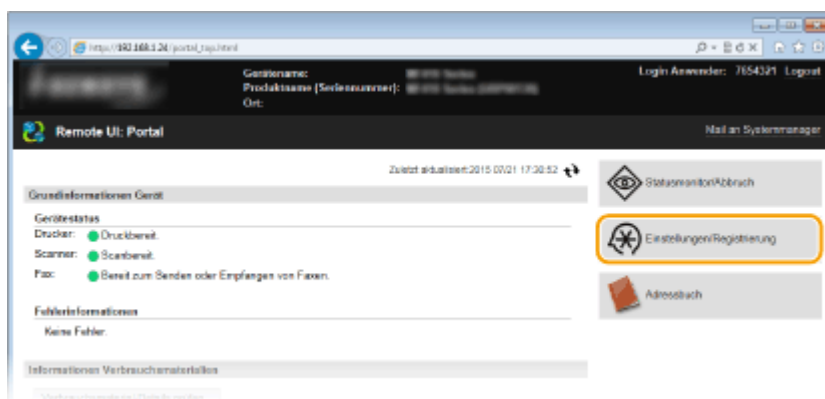 http://192.168.1.24/portal_top.html
Gerätename:
Produktname (Seriennummer):
Ort:
Login Anwender: 7654321 Logout
Remote UI: Portal
Mail an Systemmanager
Zuletzt aktualisiert:2015 07/21 17:30:52
Grundinformationen Gerät
Gerätestatus
Drucker: Druckbereit.
Scanner: Scanbereit.
Fax: Bereit zum Senden oder Empfangen von Faxen.
Fehlerinformationen
Keine Fehler.
Informationen Verbrauchsmaterialien
Statusmonitor/Abbruch
Einstellungen/Registrierung
Adressbuch